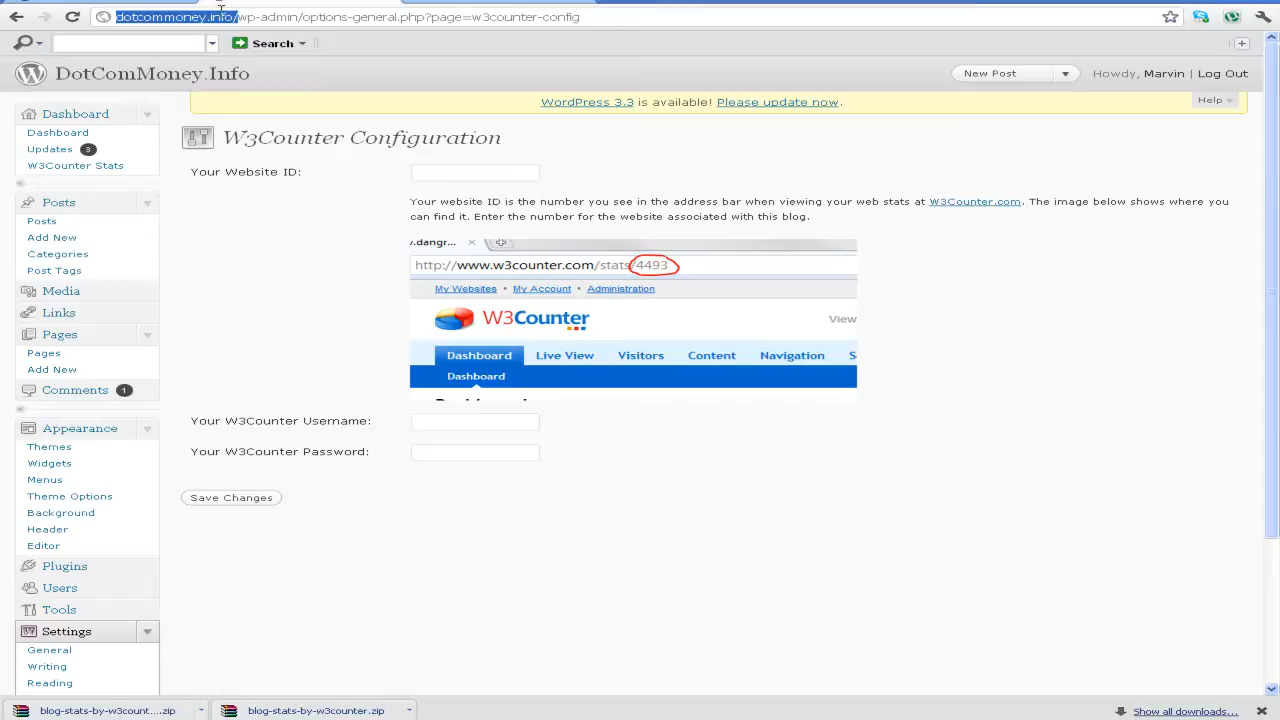 dotcommoney.info/wp-admin/options-general.php?page=w3counter-config
Search
DotComMoney.Info
New Post
Howdy, Marvin | Log Out
WordPress 3.3 is available! Please update now.
Help
Dashboard
Dashboard
Updates 3
W3Counter Stats
Posts
Posts
Add New
Categories
Post Tags
Media
Links
Pages
Pages
Add New
Comments 1
Appearance
Themes
Widgets
Menus
Theme Options
Background
Header
Editor
Plugins
Users
Tools
Settings
General
Writing
Reading
W3Counter Configuration
Your Website ID:
Your website ID is the number you see in the address bar when viewing your web stats at W3Counter.com. The image below shows where you
can find it. Enter the number for the website associated with this blog.
.dangr...
http://www.w3counter.com/stats/4493
My Websites • My Account • Administration
W3Counter
View
Dashboard Live View Visitors Content Navigation S
Dashboard
Your W3Counter Username:
Your W3Counter Password:
Save Changes
blog-stats-by-w3count....zip
blog-stats-by-w3counter.zip
Show all downloads...